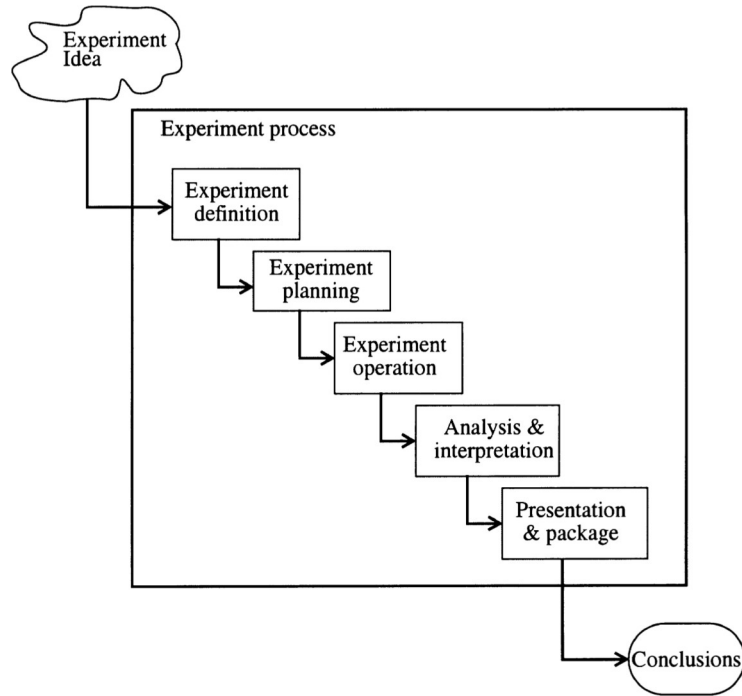 Experiment
Idea
Experiment process
Experiment
definition
Experiment
planning
Experiment
operation
Analysis &
interpretation
Presentation
& package
Conclusions